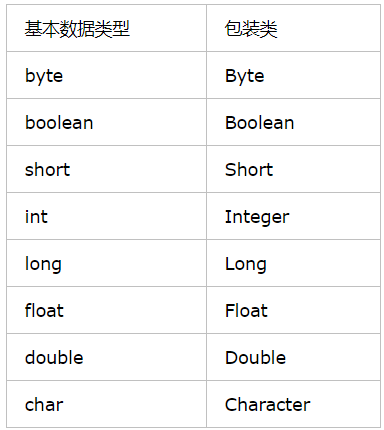 基本数据类型 包装类
byte Byte
boolean Boolean
short Short
int Integer
long Long
float Float
double Double
char Character